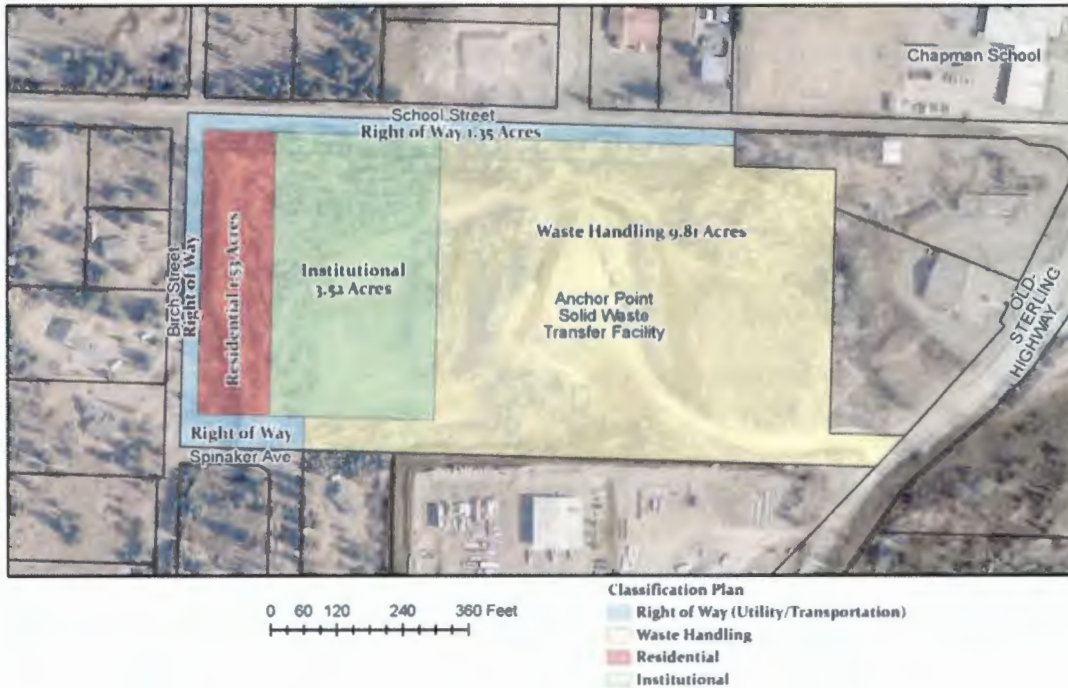 Chapman School
School Street
Right of Way 1.35 Acres
Waste Handling 9.81 Acres
Birch Street
Right of Way
Residential 1.53 Acres
Institutional
3.52 Acres
Anchor Point
Solid Waste
Transfer Facility
OLD
STERLING
HIGHWAY
Right of Way
Spinaker Ave
0 60 120 240 360 Feet
Classification Plan
Right of Way (Utility/Transportation)
Waste Handling
Residential
Institutional